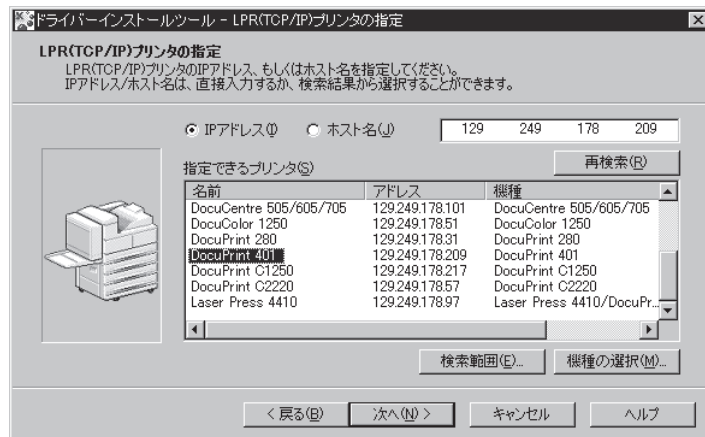 ドライバーインストールツール - LPR(TCP/IP)プリンタの指定
LPR(TCP/IP)プリンタの指定
LPR(TCP/IP)プリンタのIPアドレス、もしくはホスト名を指定してください。
IPアドレス/ホスト名は、直接入力するか、検索結果から選択することができます。
IPアドレス(I) ホスト名(J) 129 249 178 209
指定できるプリンタ(S) 再検索(R)
名前 アドレス 機種
DocuCentre 505/605/705 129.249.178.101 DocuCentre 505/605/705
DocuColor 1250 129.249.178.51 DocuColor 1250
DocuPrint 280 129.249.178.31 DocuPrint 280
DocuPrint 401 129.249.178.209 DocuPrint 401
DocuPrint C1250 129.249.178.217 DocuPrint C1250
DocuPrint C2220 129.249.178.57 DocuPrint C2220
Laser Press 4410 129.249.178.97 Laser Press 4410/DocuPr...
検索範囲(E)... 機種の選択(M)...
< 戻る(B) 次へ(N) > キャンセル ヘルプ